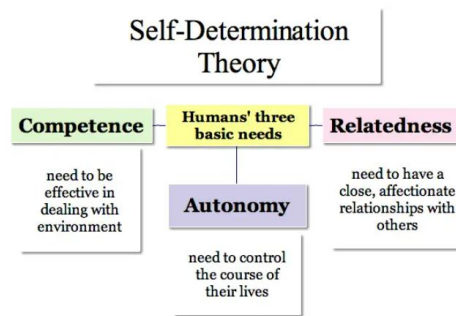 Self-Determination
Theory
Humans' three
basic needs
Competence
need to be
effective in
dealing with
environment
Autonomy
need to control
the course of
their lives
Relatedness
need to have a
close, affectionate
relationships with
others